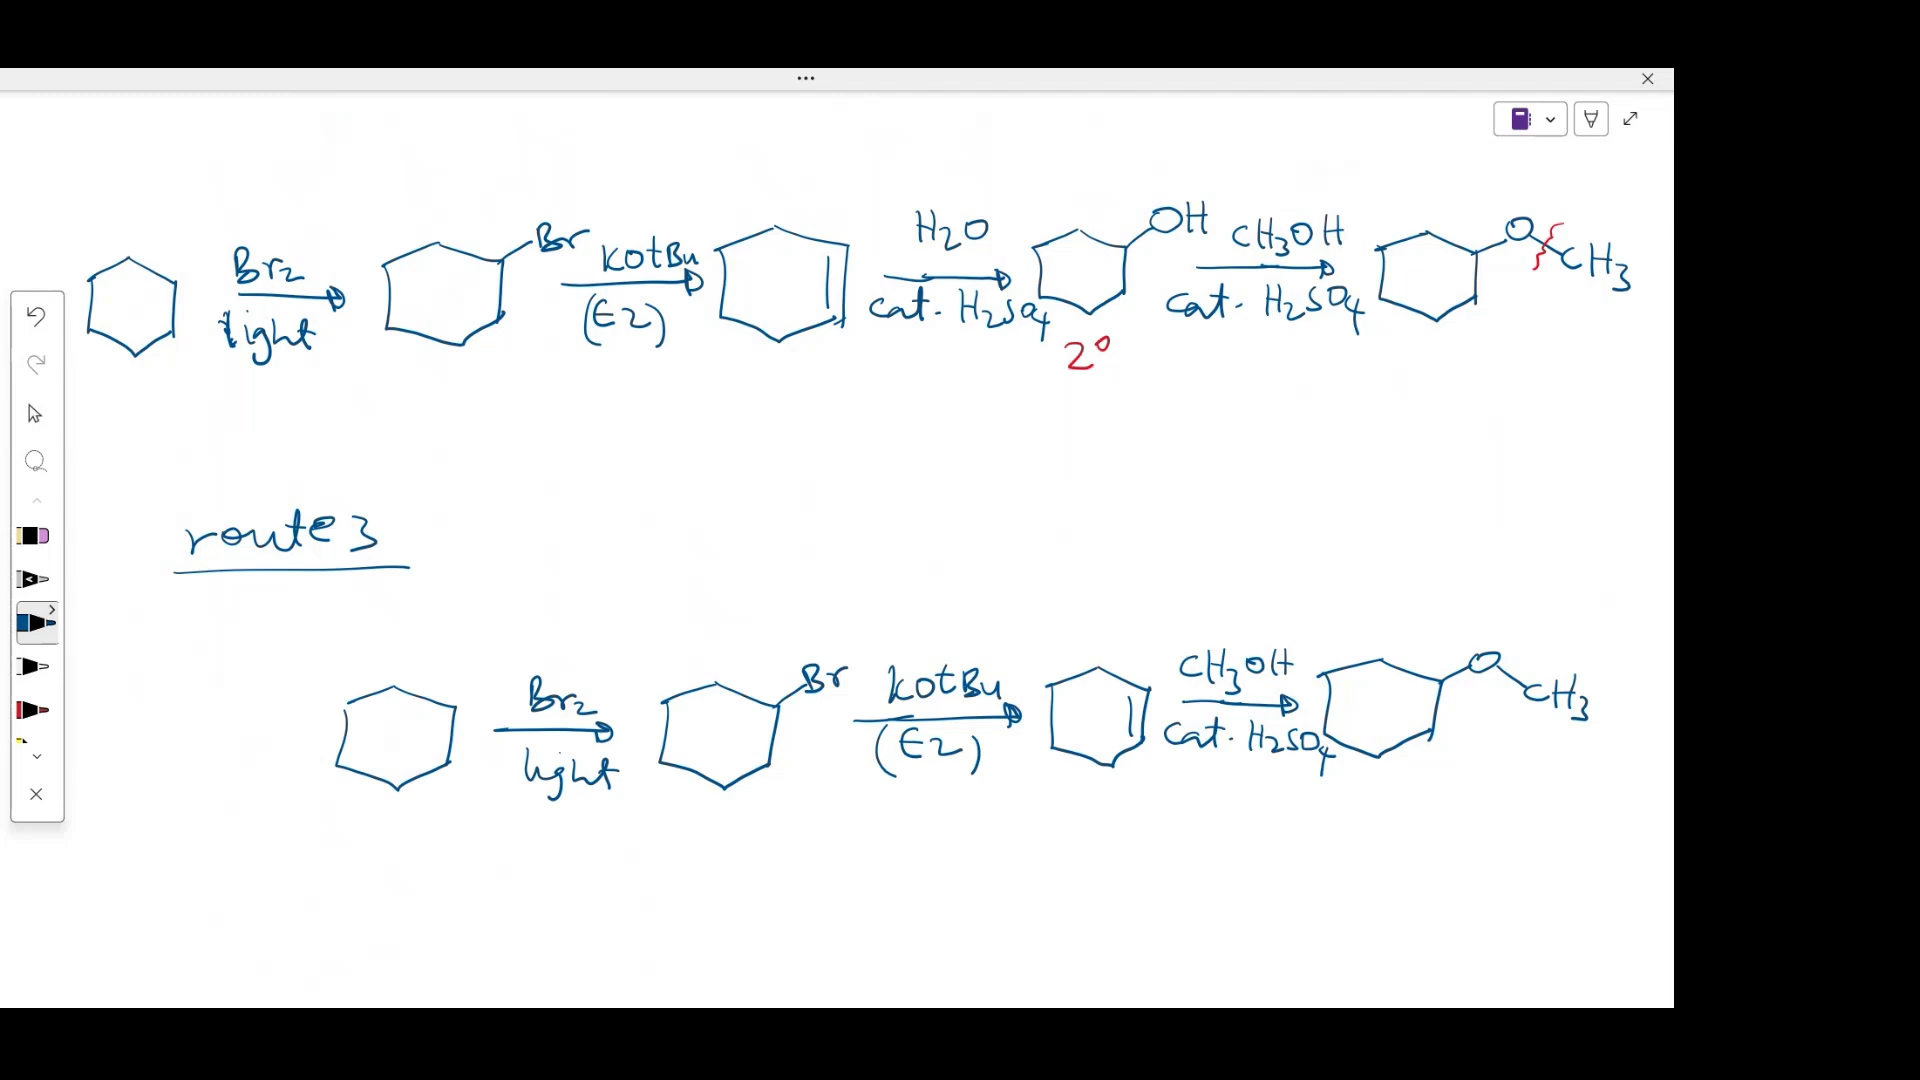 Br2 light
Br KOtBu (E2)
H2O cat. H2SO4
OH 2° CH3OH cat. H2SO4
O CH3
route 3
Br2 light
Br KOtBu (E2)
CH3OH cat. H2SO4
O CH3